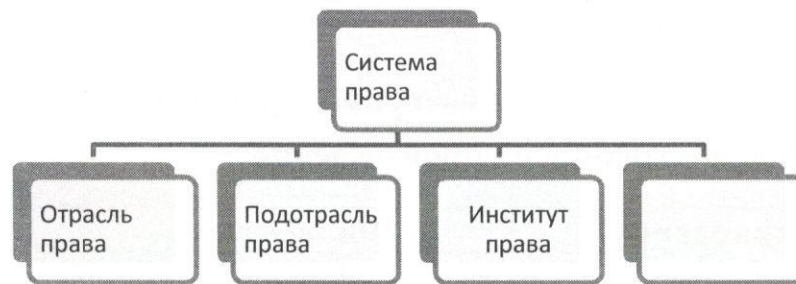 Система
права
Отрасль
права
Подотрасль
права
Институт
права